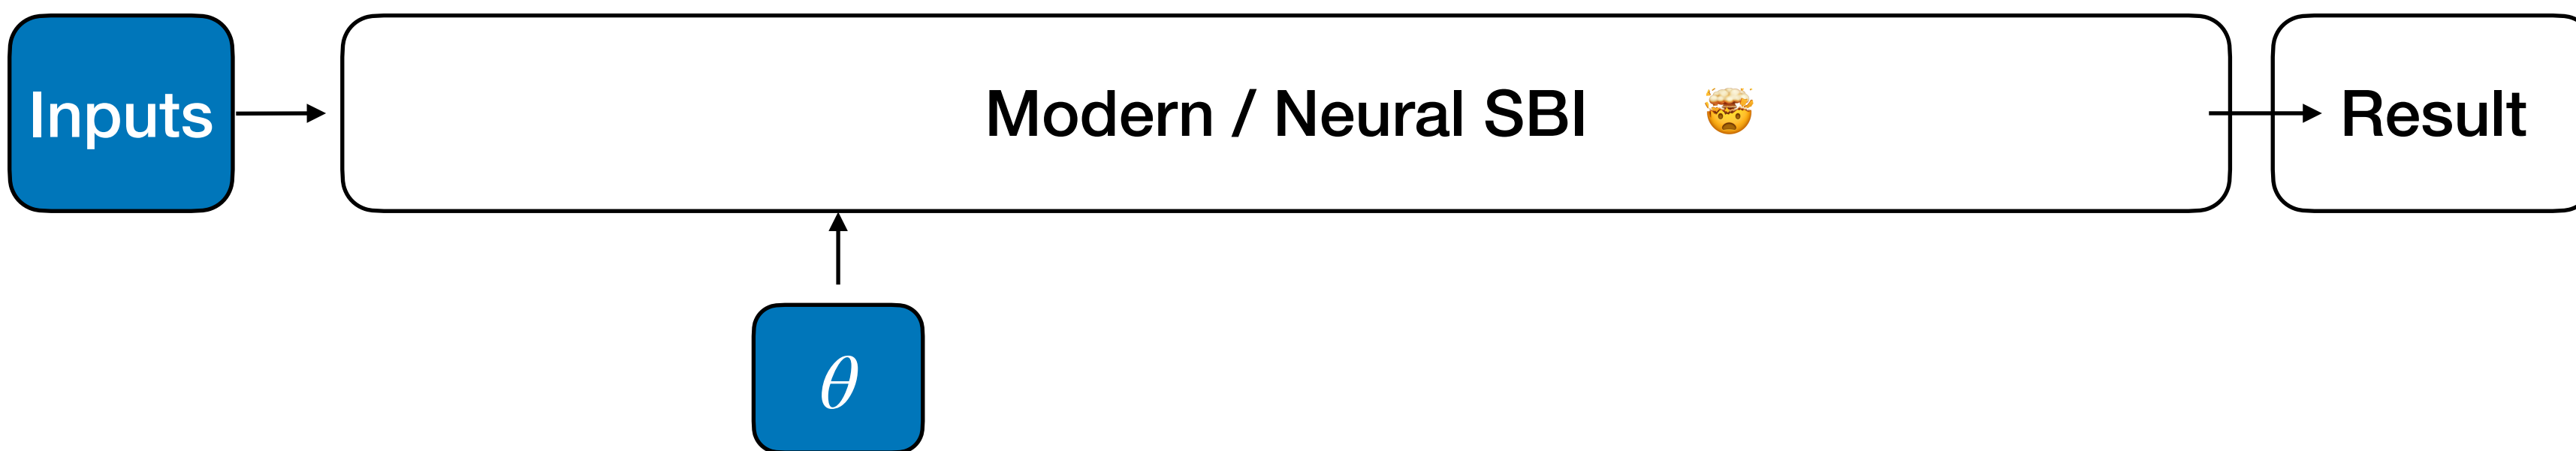 Inputs
Modern / Neural SBI 🤯
Result
θ